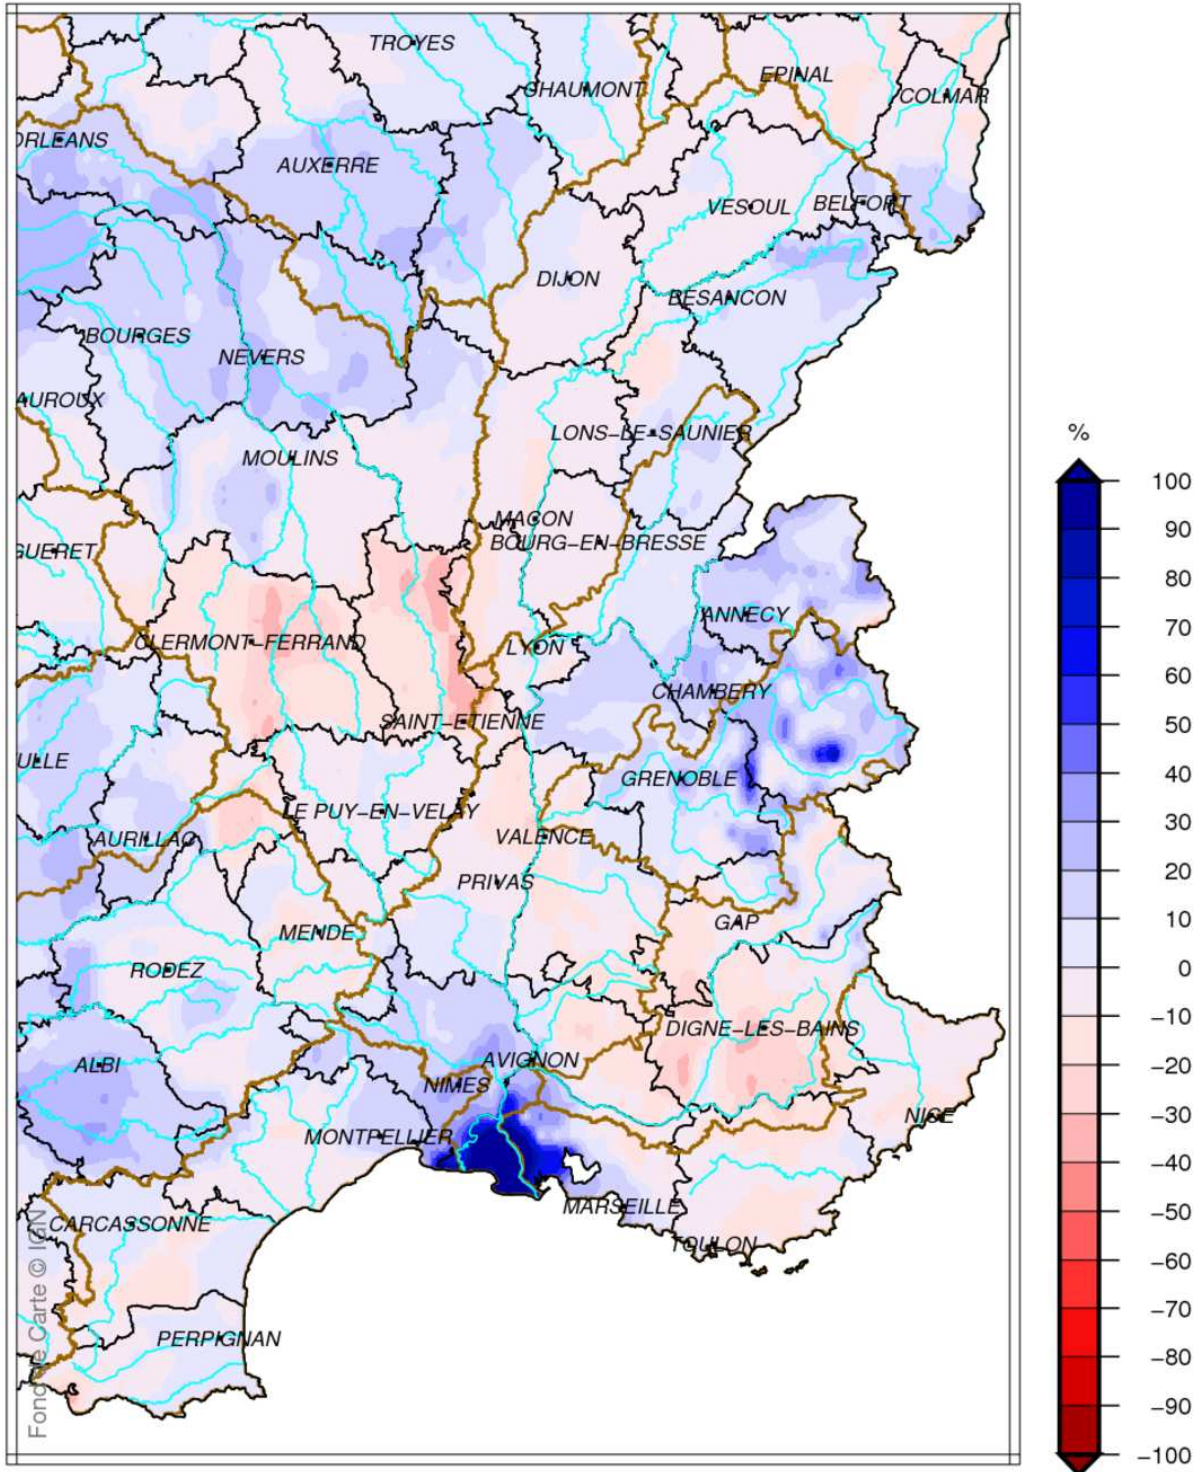 TROYES
EPINAL
CHAUMONT
COLMAR
ORLEANS
AUXERRE
VESOUL
BELFORT
DIJON
BESANCON
BOURGES
NEVERS
AUROUX
LONS-LE-SAUNIER
%
MOULINS
100
MACON
90
BOURG-EN-BRESSE
GUERET
80
70
ANNECY
CLERMONT-FERRAND
LYON
60
CHAMBERY
50
SAINT-ETIENNE
ULLE
GRENOBLE
40
LE PUY-EN-VELAY
30
AURILLAC
VALENCE
20
PRIVAS
10
GAP
MENDE
0
RODEZ
-10
DIGNE-LES-BAINS
AVIGNON
-20
ALBI
NIMES
-30
NICE
MONTPELLIER
-40
MARSEILLE
-50
CARCASSONNE
TOULON
-60
-70
PERPIGNAN
-80
-90
-100
Fond de Carte © IGN